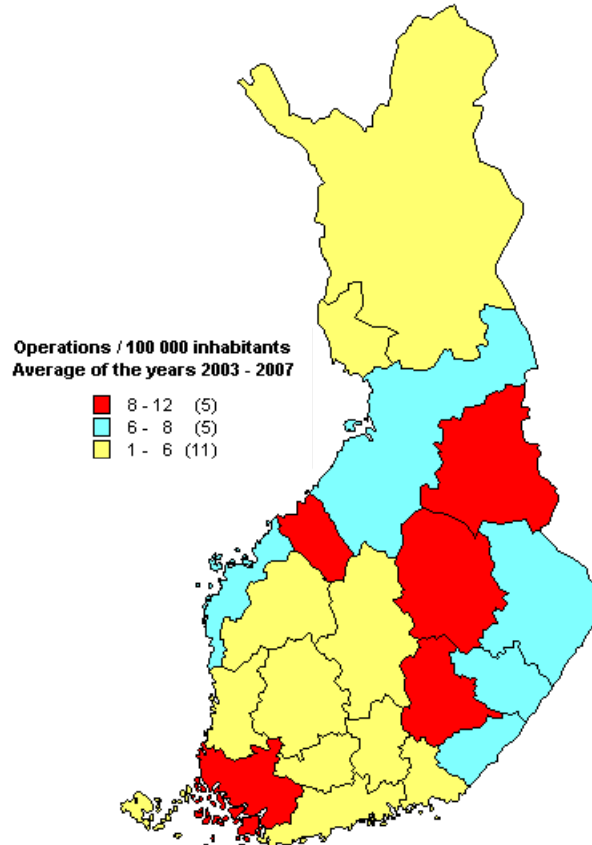 Operations / 100 000 inhabitants
Average of the years 2003 - 2007
8 - 12 (5)
6 - 8 (5)
1 - 6 (11)